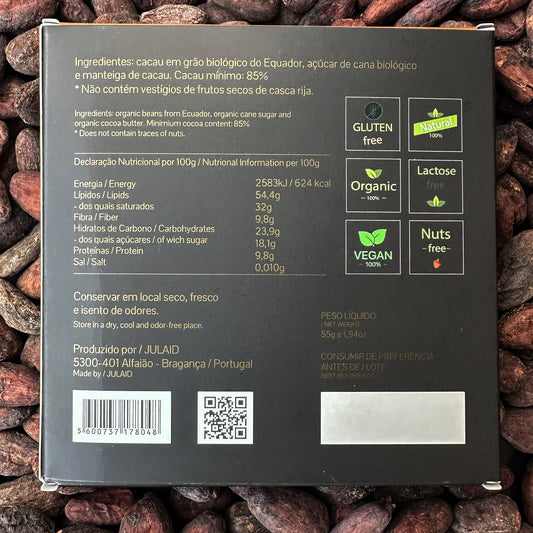 Ingredientes: cacau em grão biológico do Equador, açúcar de cana biológico
e manteiga de cacau. Cacau mínimo: 85%
* Não contém vestígios de frutos secos de casca rija.
Ingredients: organic beans from Ecuador, organic cane sugar and
organic cocoa butter. Minimum cocoa content: 85%
* Does not contain traces of nuts.
Declaração Nutricional por 100g / Nutrional Information per 100g
Energia / Energy 2583kJ / 624 kcal
Lípidos / Lipids 54,4g
- dos quais saturados 32g
Fibra / Fiber 9,8g
Hidratos de Carbono / Carbohydrates 23,9g
- dos quais açúcares / of wich sugar 18,1g
Proteínas / Protein 9,8g
Sal / Salt 0,010g
GLUTEN
free
Natural
100%
Organic
100%
Lactose
free
VEGAN
100%
Nuts
-free-
Conservar em local seco, fresco
e isento de odores.
Store in a dry, cool and odor-free place.
Produzido por / JULAID
5300-401 Alfaião - Bragança / Portugal
Made by / JULAID
PESO LÍQUIDO
/ NET WEIGHT
55g e 1,94oz
CONSUMIR DE PREFERÊNCIA
ANTES DE / LOTE:
BEST BEFORE/LOT:
5600737178048